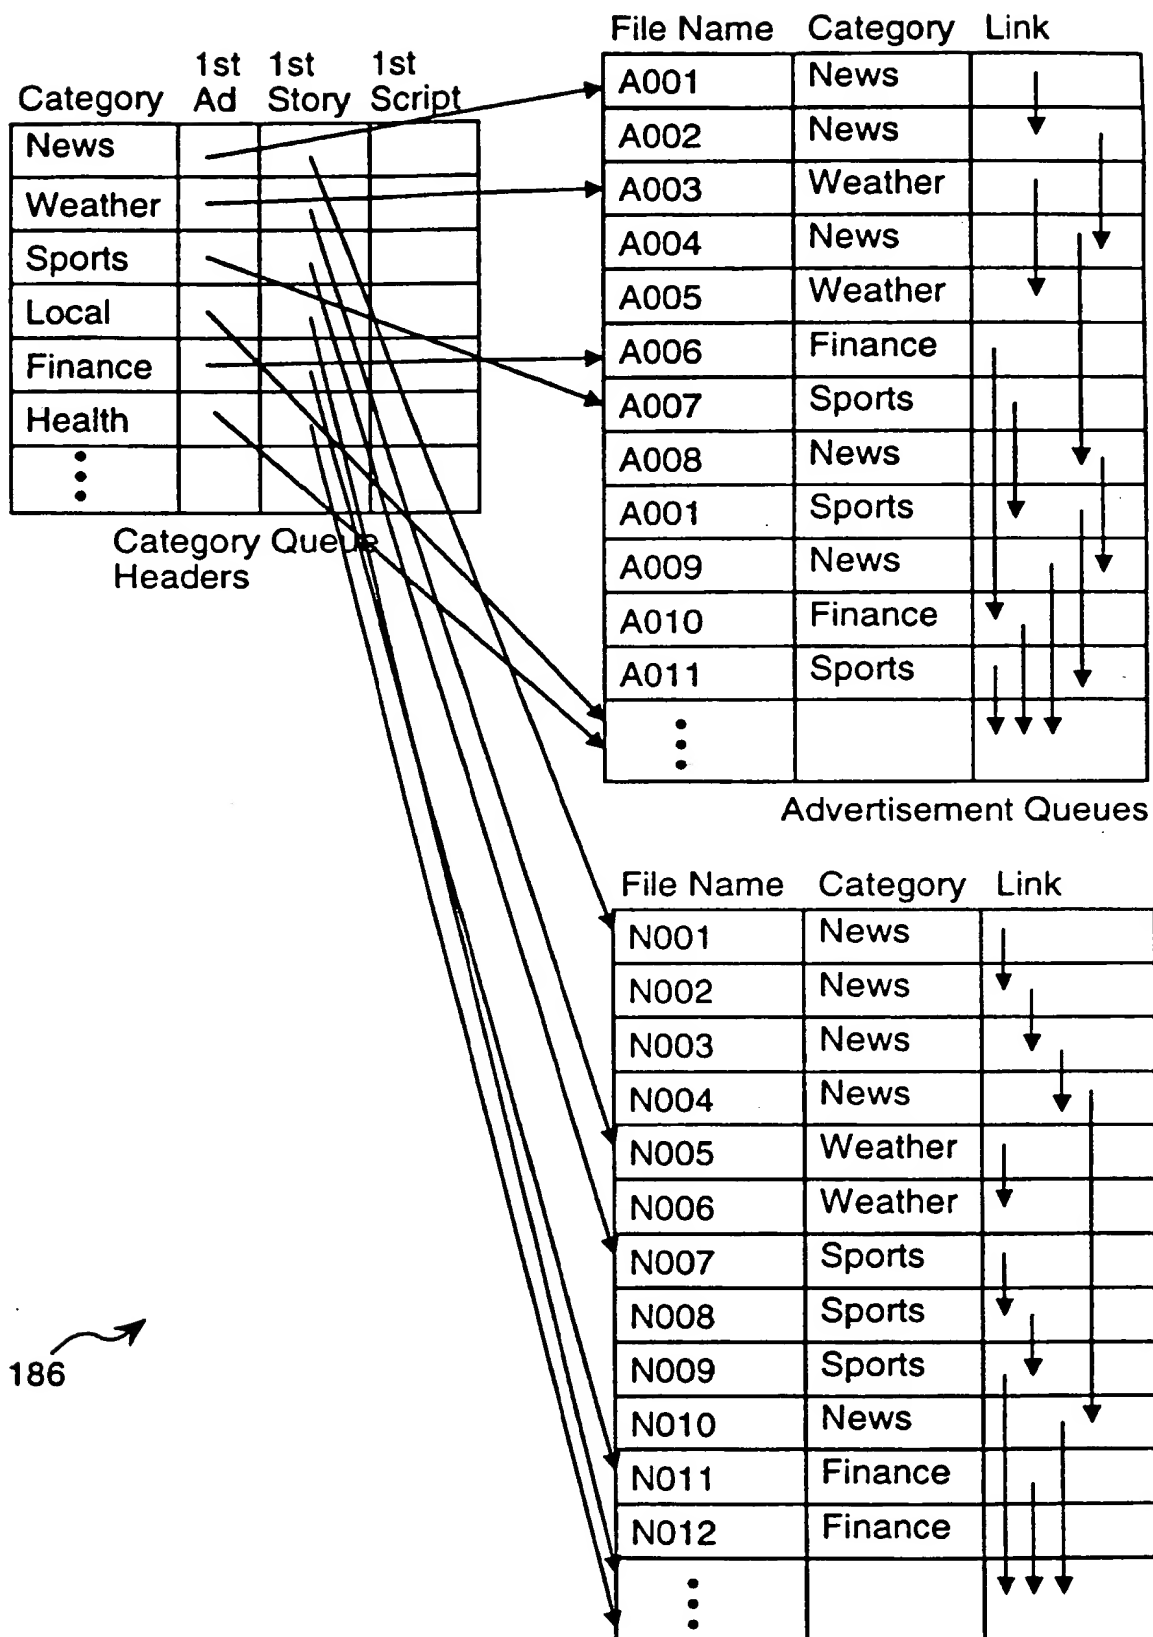 1st 1st 1st
Category Ad Story Script
News
Weather
Sports
Local
Finance
Health
Category Queue
Headers
File Name Category Link
A001 News
A002 News
A003 Weather
A004 News
A005 Weather
A006 Finance
A007 Sports
A008 News
A001 Sports
A009 News
A010 Finance
A011 Sports
Advertisement Queues
File Name Category Link
N001 News
N002 News
N003 News
N004 News
N005 Weather
N006 Weather
N007 Sports
N008 Sports
N009 Sports
N010 News
N011 Finance
N012 Finance
186